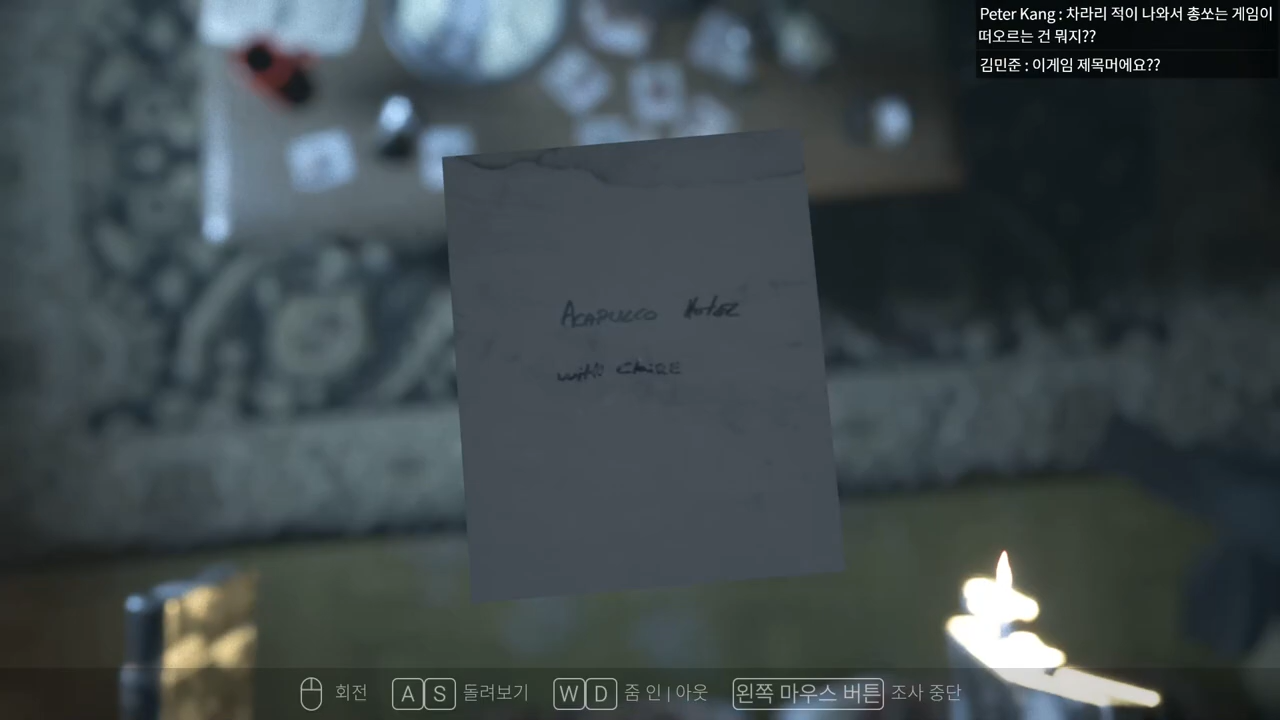 Peter Kang : 차라리 적이 나와서 총쏘는 게임이
떠오르는 건 뭐지??
김민준 : 이게임 제목머에요??
Acapulco Hotel
with Claire
회전 A S 돌려보기 W D 줌 인 | 아웃 왼쪽 마우스 버튼 조사 중단